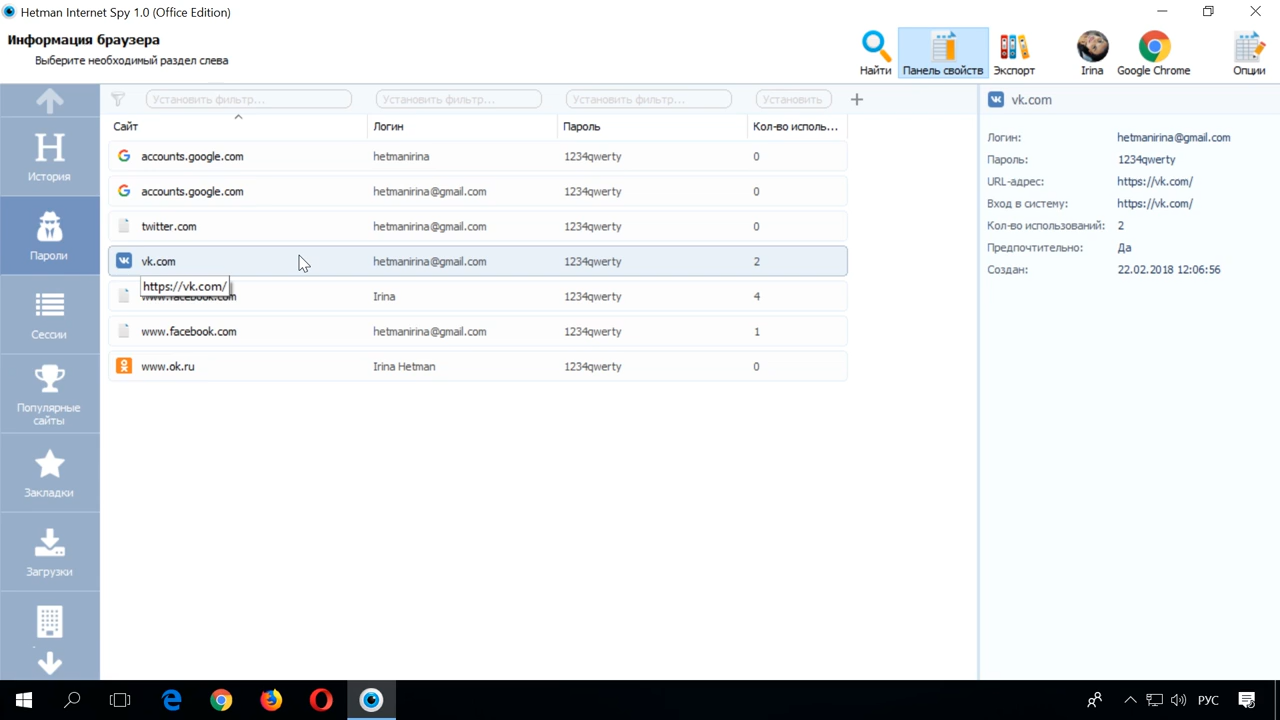 Hetman Internet Spy 1.0 (Office Edition)
Информация браузера
Выберите необходимый раздел слева
Найти
Панель свойств
Экспорт
Irina
Google Chrome
Опции
История
Пароли
Сессии
Популярные
сайты
Закладки
Загрузки
Установить фильтр... Установить фильтр... Установить фильтр... Установить
Сайт Логин Пароль Кол-во исполь...
accounts.google.com hetmanirina 1234qwerty 0
accounts.google.com hetmanirina@gmail.com 1234qwerty 0
twitter.com hetmanirina@gmail.com 1234qwerty 0
vk.com hetmanirina@gmail.com 1234qwerty 2
https://vk.com/
www.facebook.com Irina 1234qwerty 4
www.facebook.com hetmanirina@gmail.com 1234qwerty 1
www.ok.ru Irina Hetman 1234qwerty 0
vk.com
Логин: hetmanirina@gmail.com
Пароль: 1234qwerty
URL-адрес: https://vk.com/
Вход в систему: https://vk.com/
Кол-во использований: 2
Предпочтительно: Да
Создан: 22.02.2018 12:06:56
РУС